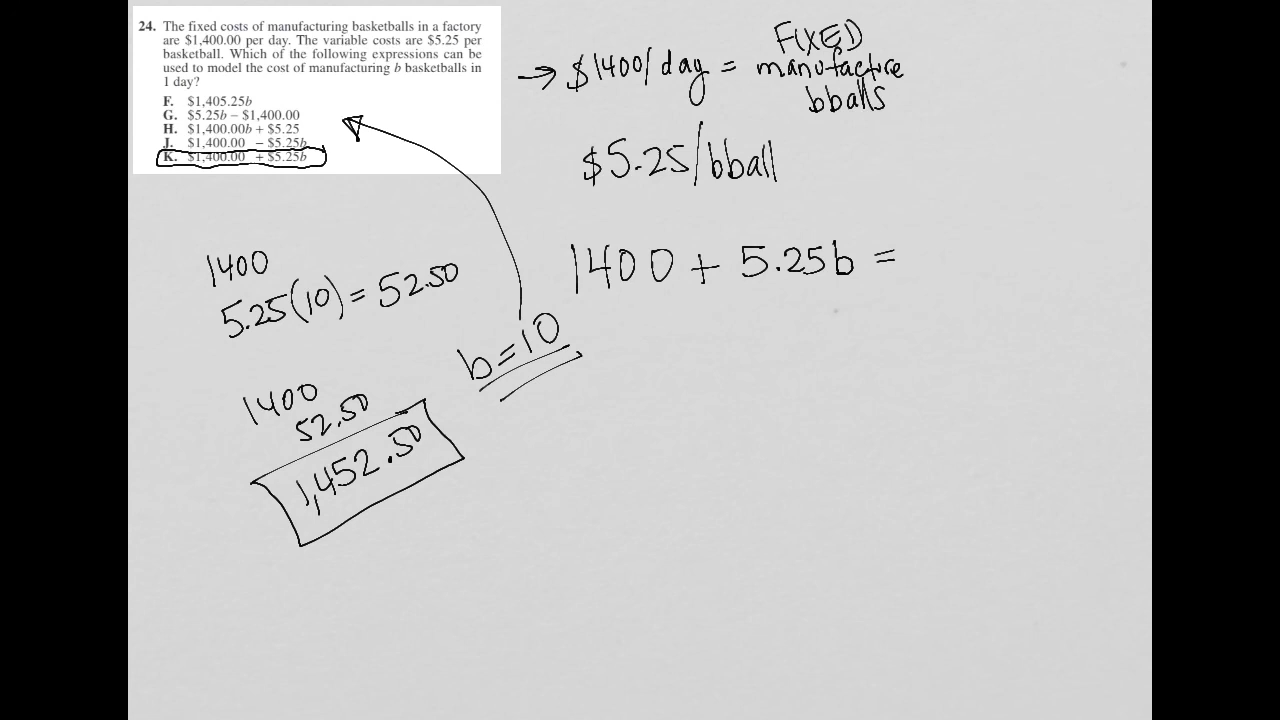 24. The fixed costs of manufacturing basketballs in a factory
are $1,400.00 per day. The variable costs are $5.25 per
basketball. Which of the following expressions can be
used to model the cost of manufacturing b basketballs in
1 day?
F. $1,405.25b
G. $5.25b – $1,400.00
H. $1,400.00b + $5.25
J. $1,400.00 – $5.25b
K. $1,400.00 + $5.25b
FIXED
$1400/day = manufacture
bballs
$5.25/bball
1400 + 5.25b =
1400
5.25(10) = 52.50
b=10
1400
52.50
1,452.50